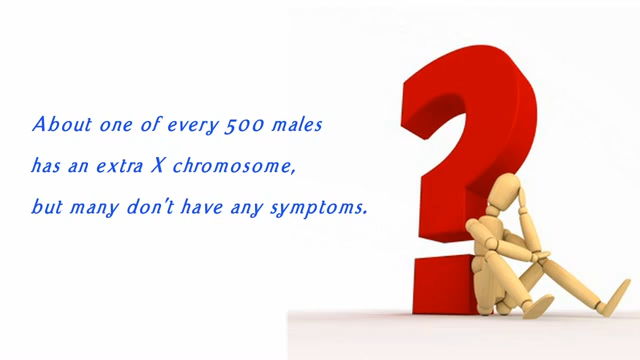 About one of every 500 males
has an extra X chromosome,
but many don't have any symptoms.